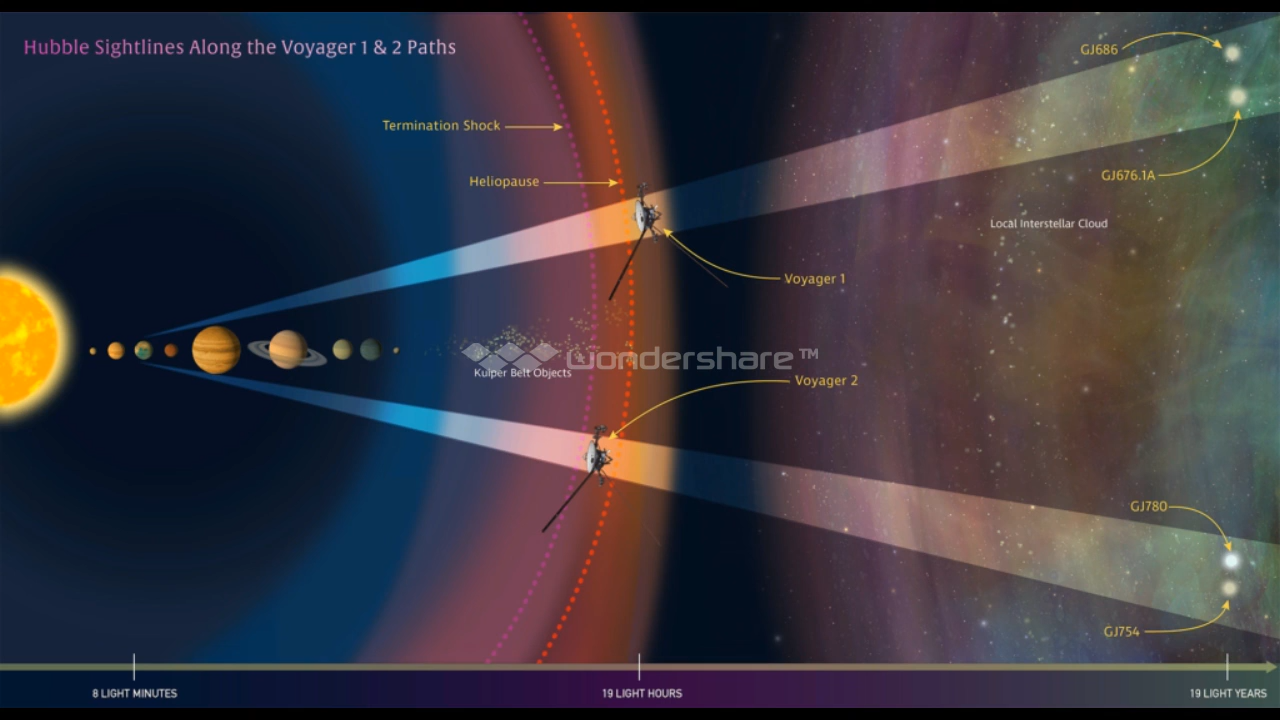 Hubble Sightlines Along the Voyager 1 & 2 Paths
GJ686
Termination Shock
Heliopause
GJ676.1A
Local Interstellar Cloud
Voyager 1
wondershare™
Kuiper Belt Objects
Voyager 2
GJ780
GJ754
8 LIGHT MINUTES
19 LIGHT HOURS
19 LIGHT YEARS